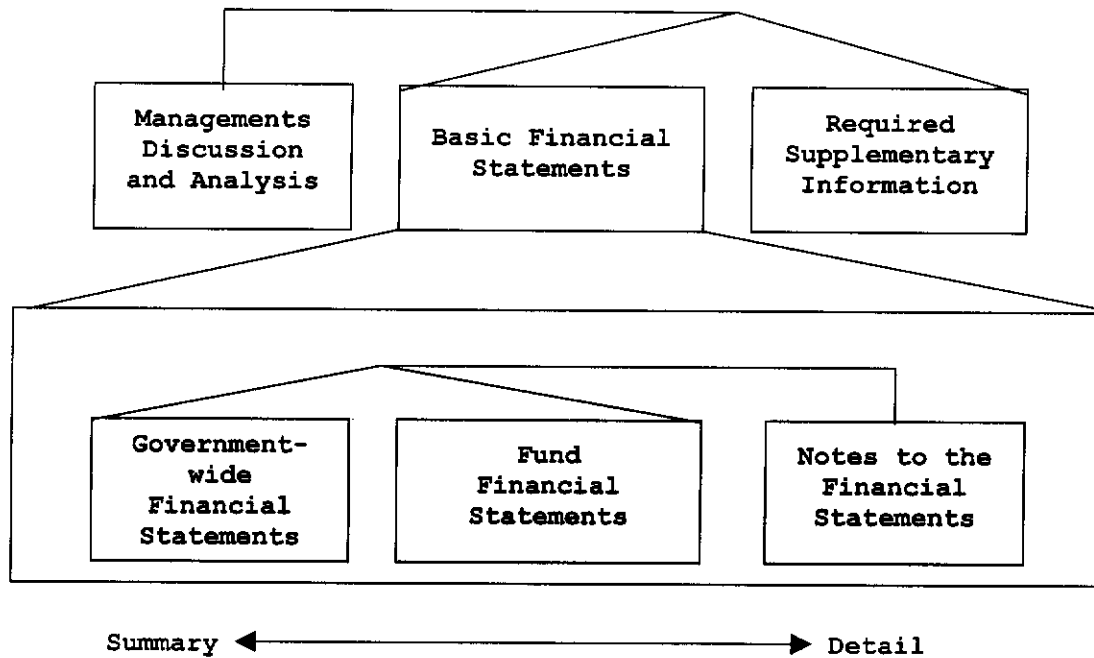 Managements
Discussion
and Analysis
Basic Financial
Statements
Required
Supplementary
Information
Government-
wide
Financial
Statements
Fund
Financial
Statements
Notes to the
Financial
Statements
Summary
Detail